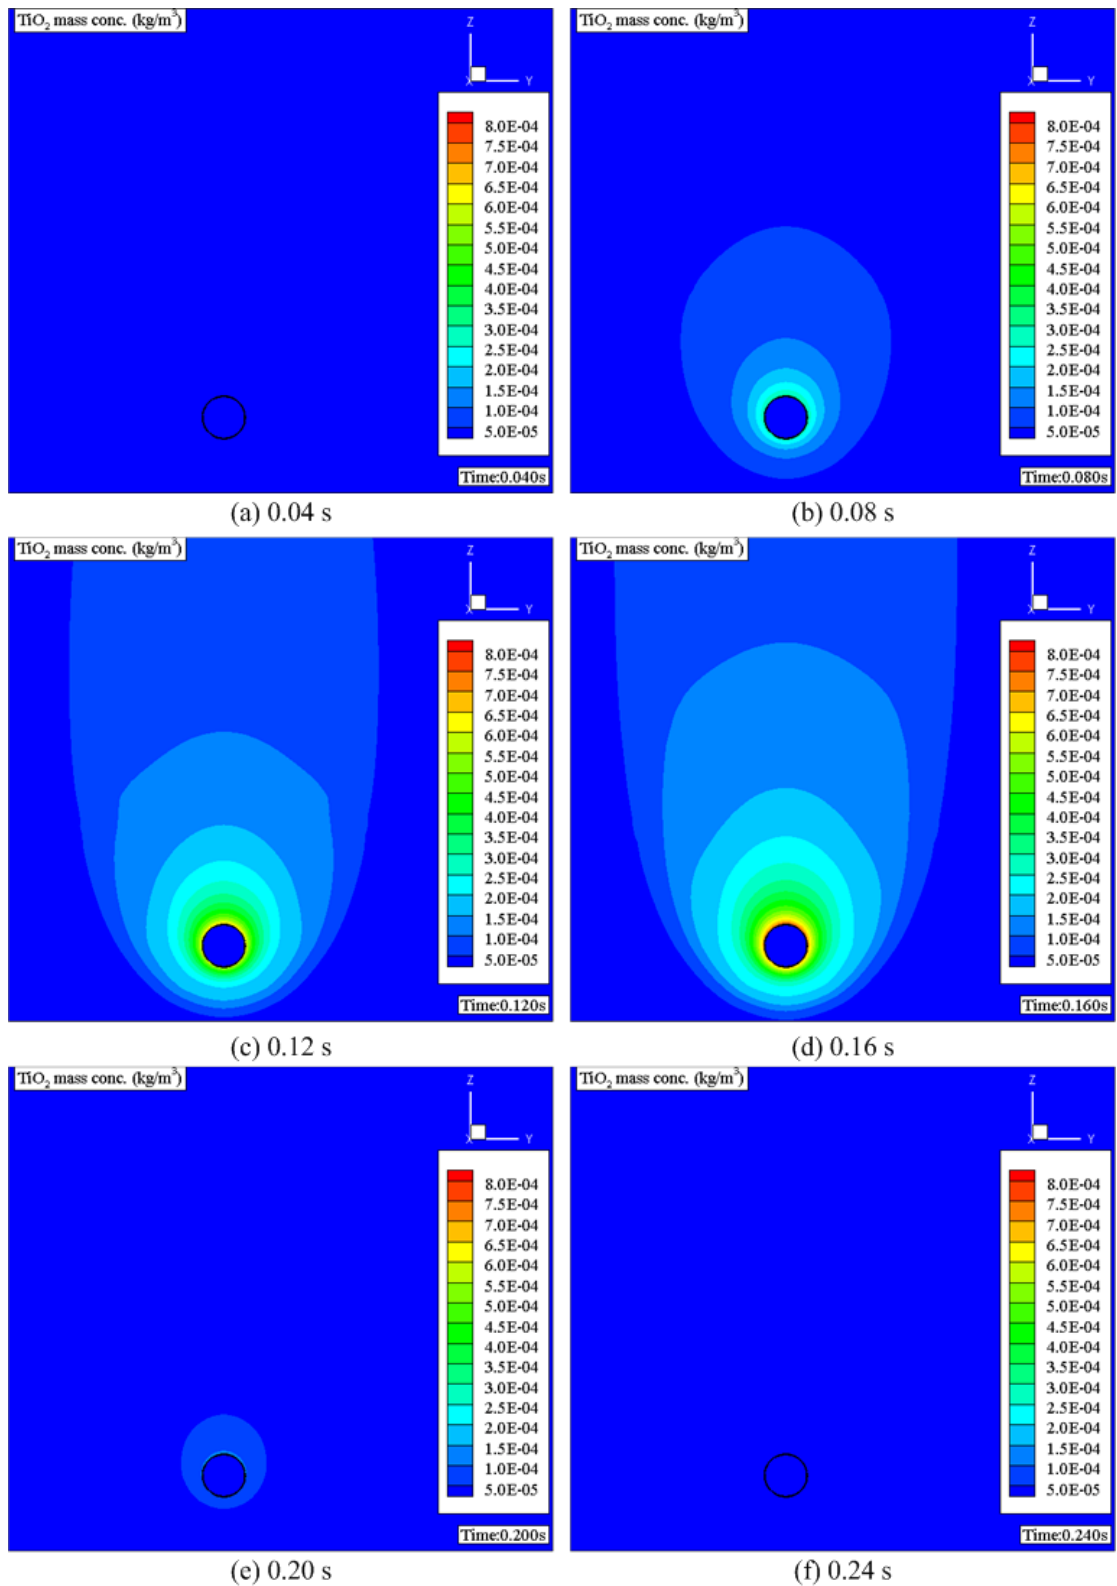 TiO₂ mass conc. (kg/m³)
Z
X
Y
8.0E-04
7.5E-04
7.0E-04
6.5E-04
6.0E-04
5.5E-04
5.0E-04
4.5E-04
4.0E-04
3.5E-04
3.0E-04
2.5E-04
2.0E-04
1.5E-04
1.0E-04
5.0E-05
Time:0.040s
(a) 0.04 s
TiO₂ mass conc. (kg/m³)
Z
X
Y
8.0E-04
7.5E-04
7.0E-04
6.5E-04
6.0E-04
5.5E-04
5.0E-04
4.5E-04
4.0E-04
3.5E-04
3.0E-04
2.5E-04
2.0E-04
1.5E-04
1.0E-04
5.0E-05
Time:0.080s
(b) 0.08 s
TiO₂ mass conc. (kg/m³)
Z
X
Y
8.0E-04
7.5E-04
7.0E-04
6.5E-04
6.0E-04
5.5E-04
5.0E-04
4.5E-04
4.0E-04
3.5E-04
3.0E-04
2.5E-04
2.0E-04
1.5E-04
1.0E-04
5.0E-05
Time:0.120s
(c) 0.12 s
TiO₂ mass conc. (kg/m³)
Z
X
Y
8.0E-04
7.5E-04
7.0E-04
6.5E-04
6.0E-04
5.5E-04
5.0E-04
4.5E-04
4.0E-04
3.5E-04
3.0E-04
2.5E-04
2.0E-04
1.5E-04
1.0E-04
5.0E-05
Time:0.160s
(d) 0.16 s
TiO₂ mass conc. (kg/m³)
Z
X
Y
8.0E-04
7.5E-04
7.0E-04
6.5E-04
6.0E-04
5.5E-04
5.0E-04
4.5E-04
4.0E-04
3.5E-04
3.0E-04
2.5E-04
2.0E-04
1.5E-04
1.0E-04
5.0E-05
Time:0.200s
(e) 0.20 s
TiO₂ mass conc. (kg/m³)
Z
X
Y
8.0E-04
7.5E-04
7.0E-04
6.5E-04
6.0E-04
5.5E-04
5.0E-04
4.5E-04
4.0E-04
3.5E-04
3.0E-04
2.5E-04
2.0E-04
1.5E-04
1.0E-04
5.0E-05
Time:0.240s
(f) 0.24 s